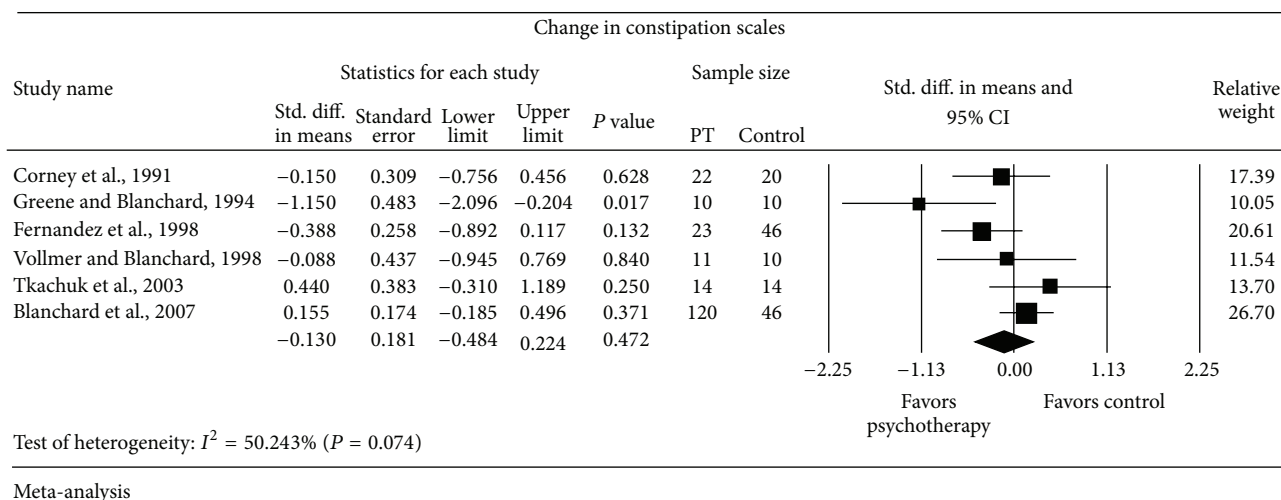 Change in constipation scales
Study name Statistics for each study Sample size Std. diff. in means and 95% CI Relative weight
Std. diff. in means Standard error Lower limit Upper limit P value PT Control
Corney et al., 1991 −0.150 0.309 −0.756 0.456 0.628 22 20 17.39
Greene and Blanchard, 1994 −1.150 0.483 −2.096 −0.204 0.017 10 10 10.05
Fernandez et al., 1998 −0.388 0.258 −0.892 0.117 0.132 23 46 20.61
Vollmer and Blanchard, 1998 −0.088 0.437 −0.945 0.769 0.840 11 10 11.54
Tkachuk et al., 2003 0.440 0.383 −0.310 1.189 0.250 14 14 13.70
Blanchard et al., 2007 0.155 0.174 −0.185 0.496 0.371 120 46 26.70
−0.130 0.181 −0.484 0.224 0.472
−2.25 −1.13 0.00 1.13 2.25
Favors psychotherapy Favors control
Test of heterogeneity: I² = 50.243% (P = 0.074)
Meta-analysis